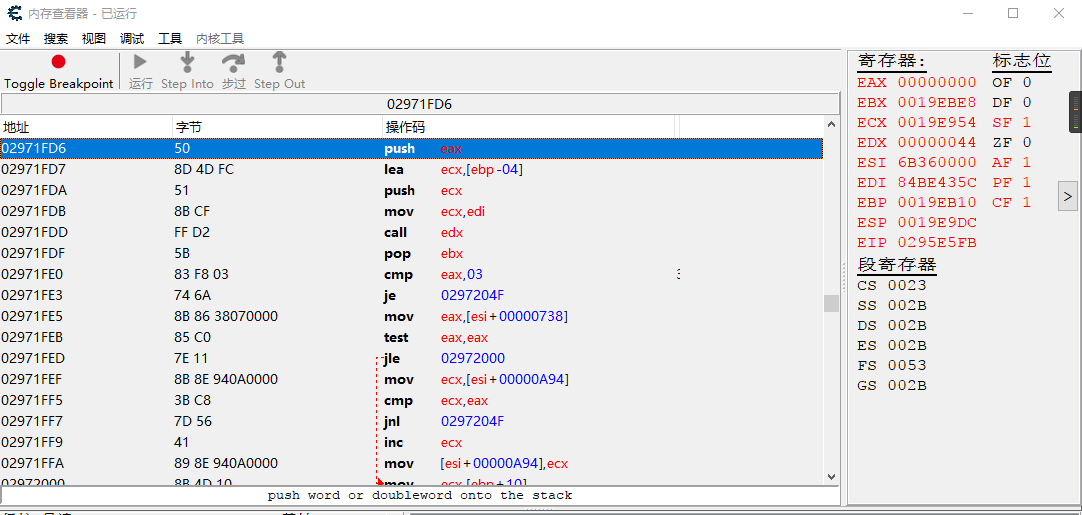 内存查看器 - 已运行
文件 搜索 视图 调试 工具 内核工具
Toggle Breakpoint 运行 Step Into 步过 Step Out
02971FD6
地址 字节 操作码
02971FD6 50 push eax
02971FD7 8D 4D FC lea ecx,[ebp-04]
02971FDA 51 push ecx
02971FDB 8B CF mov ecx,edi
02971FDD FF D2 call edx
02971FDF 5B pop ebx
02971FE0 83 F8 03 cmp eax,03
02971FE3 74 6A je 0297204F
02971FE5 8B 86 38070000 mov eax,[esi+00000738]
02971FEB 85 C0 test eax,eax
02971FED 7E 11 jle 02972000
02971FEF 8B 8E 940A0000 mov ecx,[esi+00000A94]
02971FF5 3B C8 cmp ecx,eax
02971FF7 7D 56 jnl 0297204F
02971FF9 41 inc ecx
02971FFA 89 8E 940A0000 mov [esi+00000A94],ecx
02972000 8B 4D 10 mov ecx,[ebp+10]
push word or doubleword onto the stack
寄存器: 标志位
EAX 00000000 OF 0
EBX 0019EBE8 DF 0
ECX 0019E954 SF 1
EDX 00000044 ZF 0
ESI 6B360000 AF 1
EDI 84BE435C PF 1
EBP 0019EB10 CF 1
ESP 0019E9DC
EIP 0295E5FB
段寄存器
CS 0023
SS 002B
DS 002B
ES 002B
FS 0053
GS 002B
>